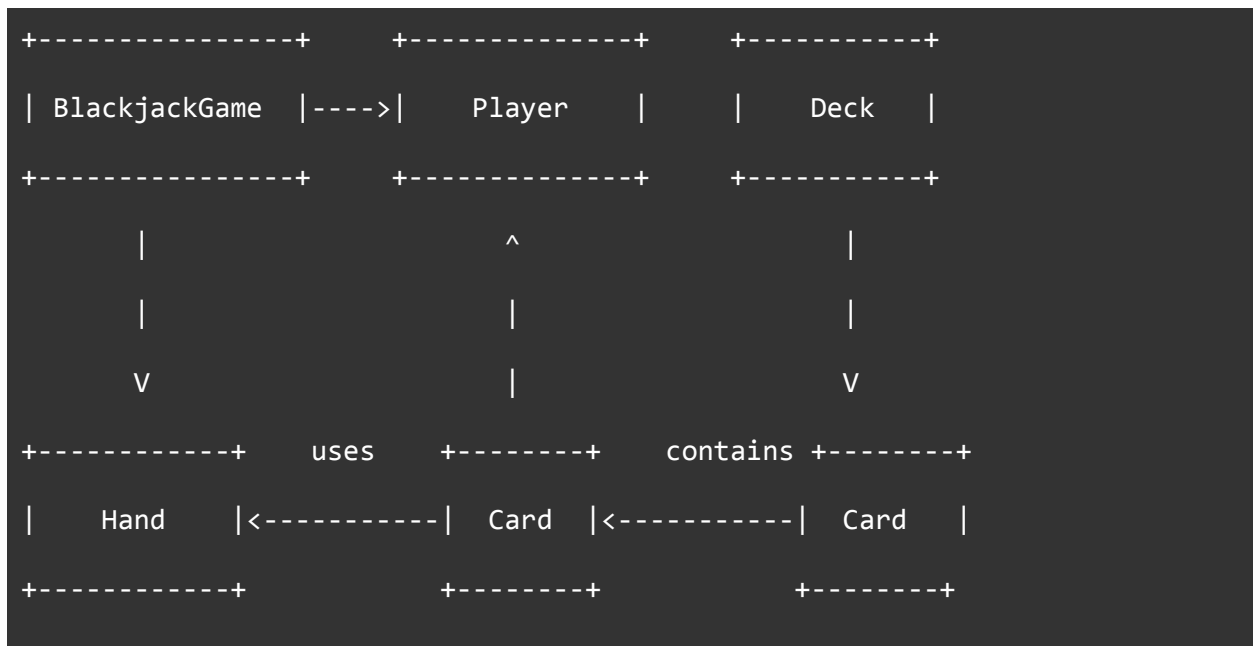 +----------------+     +--------------+     +-----------+
| BlackjackGame  |---->|    Player    |     |    Deck   |
+----------------+     +--------------+     +-----------+
       |                      ^                    |
       |                      |                    |
       V                      |                    V
+------------+    uses    +--------+    contains +--------+
|    Hand    |<-----------|  Card  |<-----------|  Card   |
+------------+            +--------+            +--------+